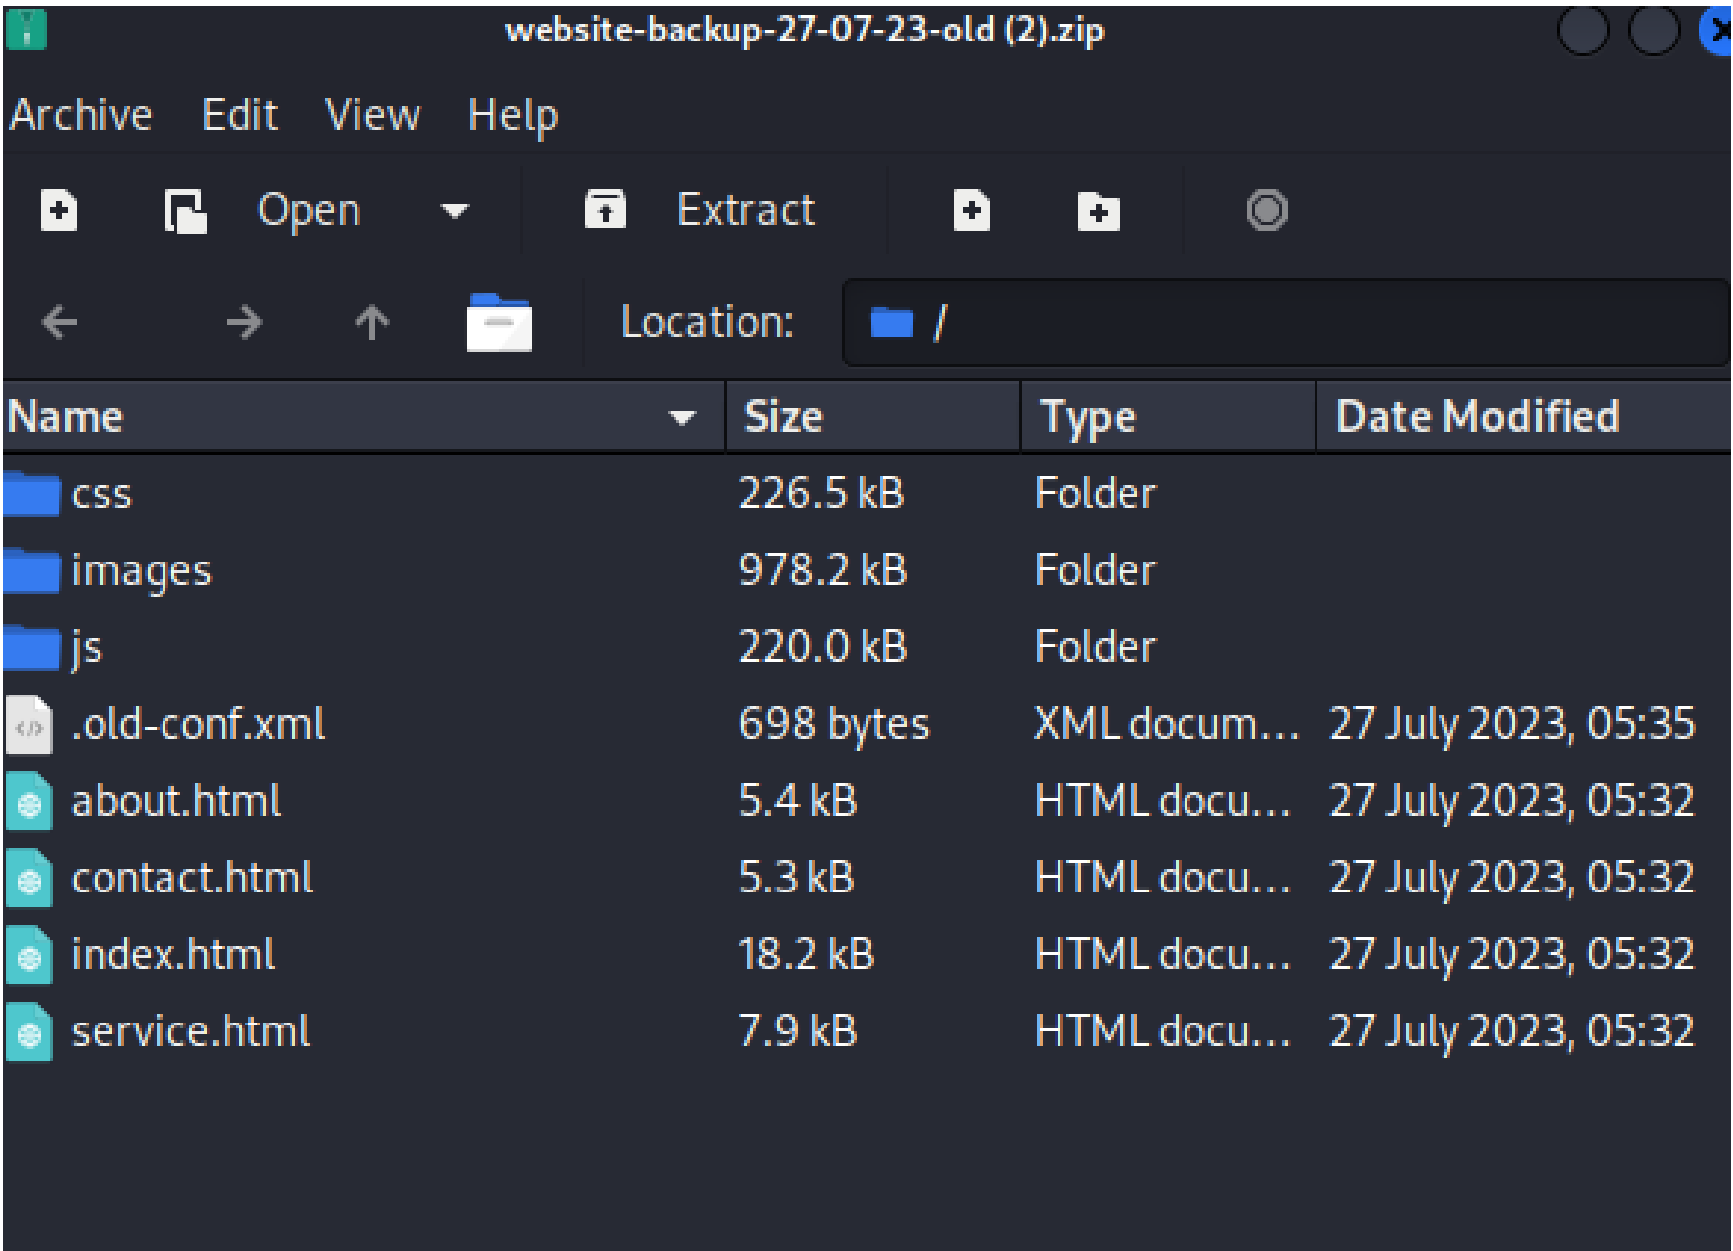 website-backup-27-07-23-old (2).zip
Archive Edit View Help
Open Extract
Location: /
Name Size Type Date Modified
css 226.5 kB Folder
images 978.2 kB Folder
js 220.0 kB Folder
.old-conf.xml 698 bytes XML docum... 27 July 2023, 05:35
about.html 5.4 kB HTML docu... 27 July 2023, 05:32
contact.html 5.3 kB HTML docu... 27 July 2023, 05:32
index.html 18.2 kB HTML docu... 27 July 2023, 05:32
service.html 7.9 kB HTML docu... 27 July 2023, 05:32